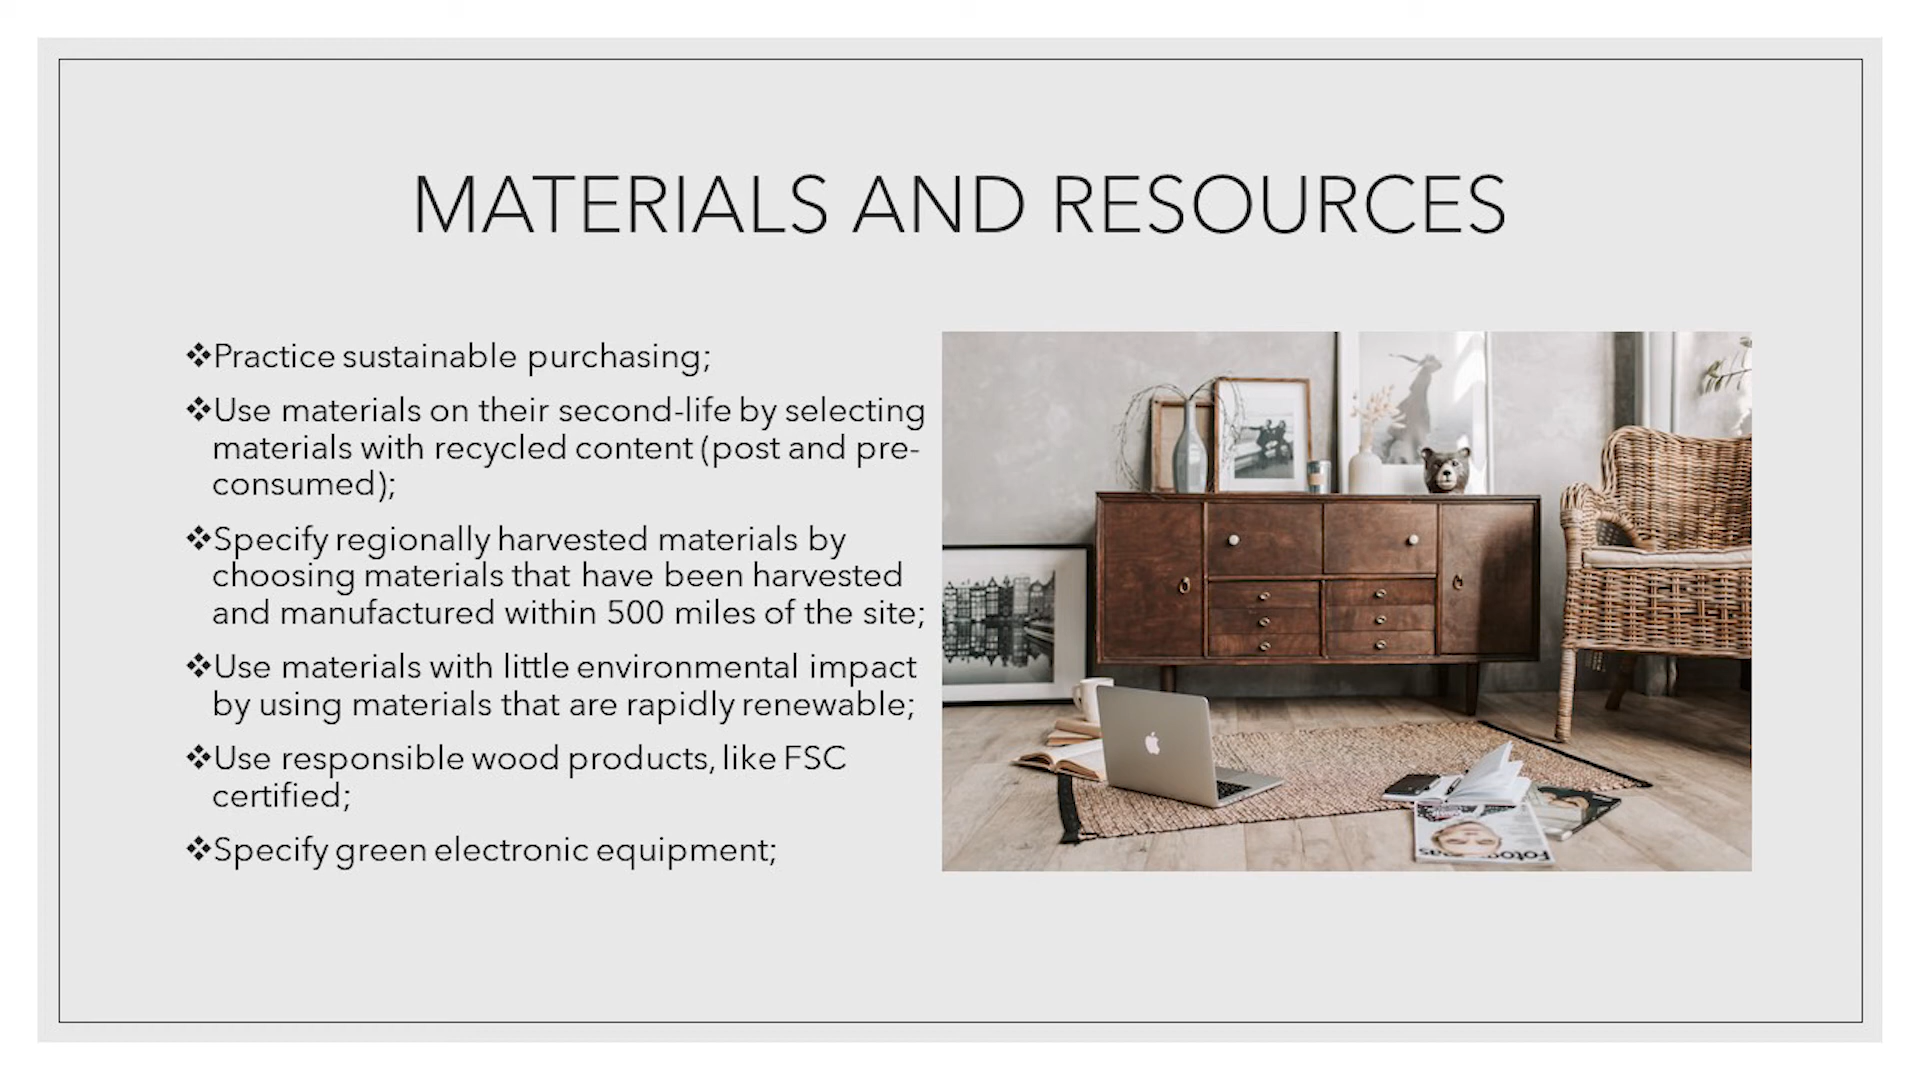 MATERIALS AND RESOURCES
❖Practice sustainable purchasing;
❖Use materials on their second-life by selecting
materials with recycled content (post and pre-
consumed);
❖Specify regionally harvested materials by
choosing materials that have been harvested
and manufactured within 500 miles of the site;
❖Use materials with little environmental impact
by using materials that are rapidly renewable;
❖Use responsible wood products, like FSC
certified;
❖Specify green electronic equipment;